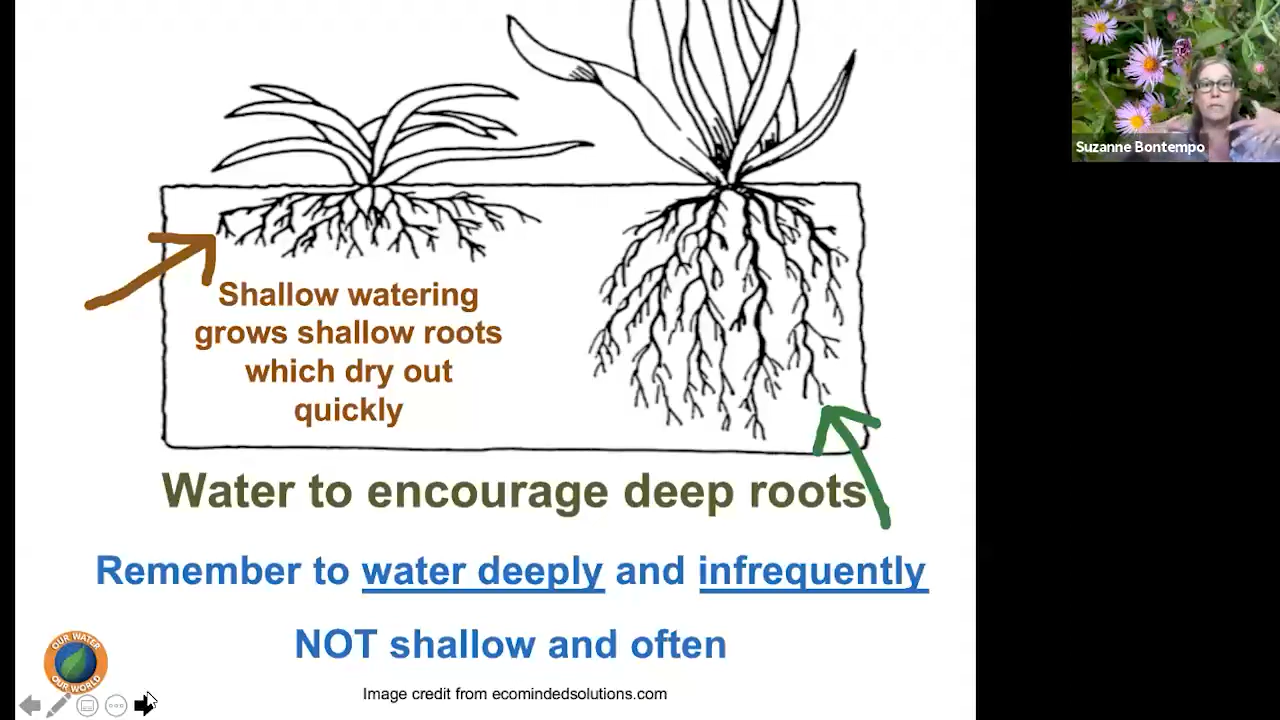 Suzanne Bontempo
Shallow watering
grows shallow roots
which dry out
quickly
Water to encourage deep roots
Remember to water deeply and infrequently
NOT shallow and often
OUR WATER
OUR WORLD
Image credit from ecomindedsolutions.com